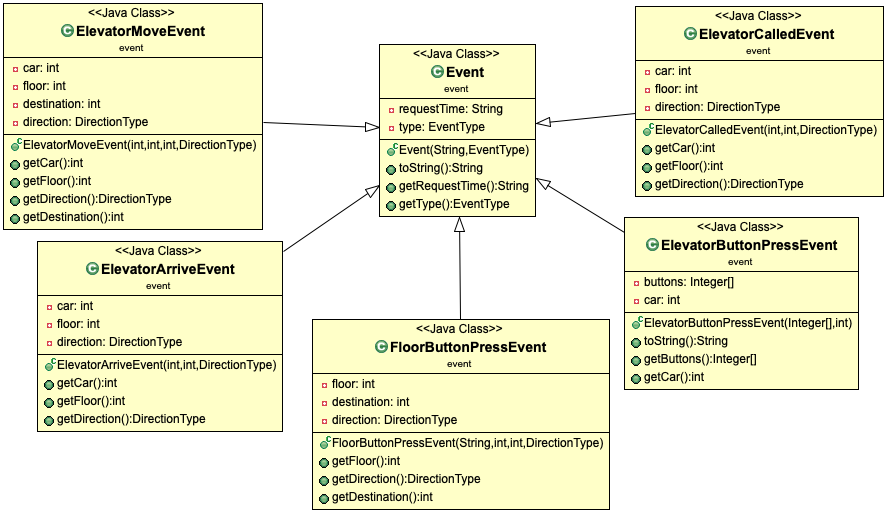 <<Java Class>>
ElevatorMoveEvent
event
car: int
floor: int
destination: int
direction: DirectionType
ElevatorMoveEvent(int,int,int,DirectionType)
getCar():int
getFloor():int
getDirection():DirectionType
getDestination():int
<<Java Class>>
Event
event
requestTime: String
type: EventType
Event(String,EventType)
toString():String
getRequestTime():String
getType():EventType
<<Java Class>>
ElevatorCalledEvent
event
car: int
floor: int
direction: DirectionType
ElevatorCalledEvent(int,int,DirectionType)
getCar():int
getFloor():int
getDirection():DirectionType
<<Java Class>>
ElevatorArriveEvent
event
car: int
floor: int
direction: DirectionType
ElevatorArriveEvent(int,int,DirectionType)
getCar():int
getFloor():int
getDirection():DirectionType
<<Java Class>>
FloorButtonPressEvent
event
floor: int
destination: int
direction: DirectionType
FloorButtonPressEvent(String,int,int,DirectionType)
getFloor():int
getDirection():DirectionType
getDestination():int
<<Java Class>>
ElevatorButtonPressEvent
event
buttons: Integer[]
car: int
ElevatorButtonPressEvent(Integer[],int)
toString():String
getButtons():Integer[]
getCar():int